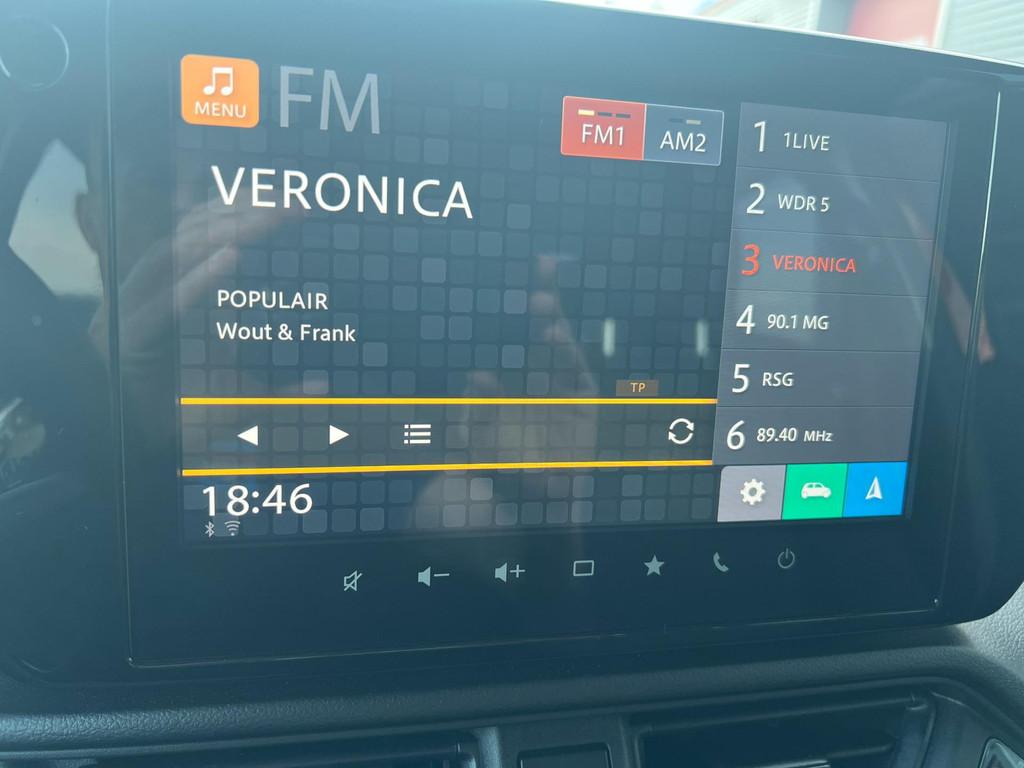 MENU
FM
FM1
AM2
VERONICA
POPULAIR
Wout & Frank
TP
18:46
1 1LIVE
2 WDR 5
3 VERONICA
4 90.1 MG
5 RSG
6 89.40 MHz